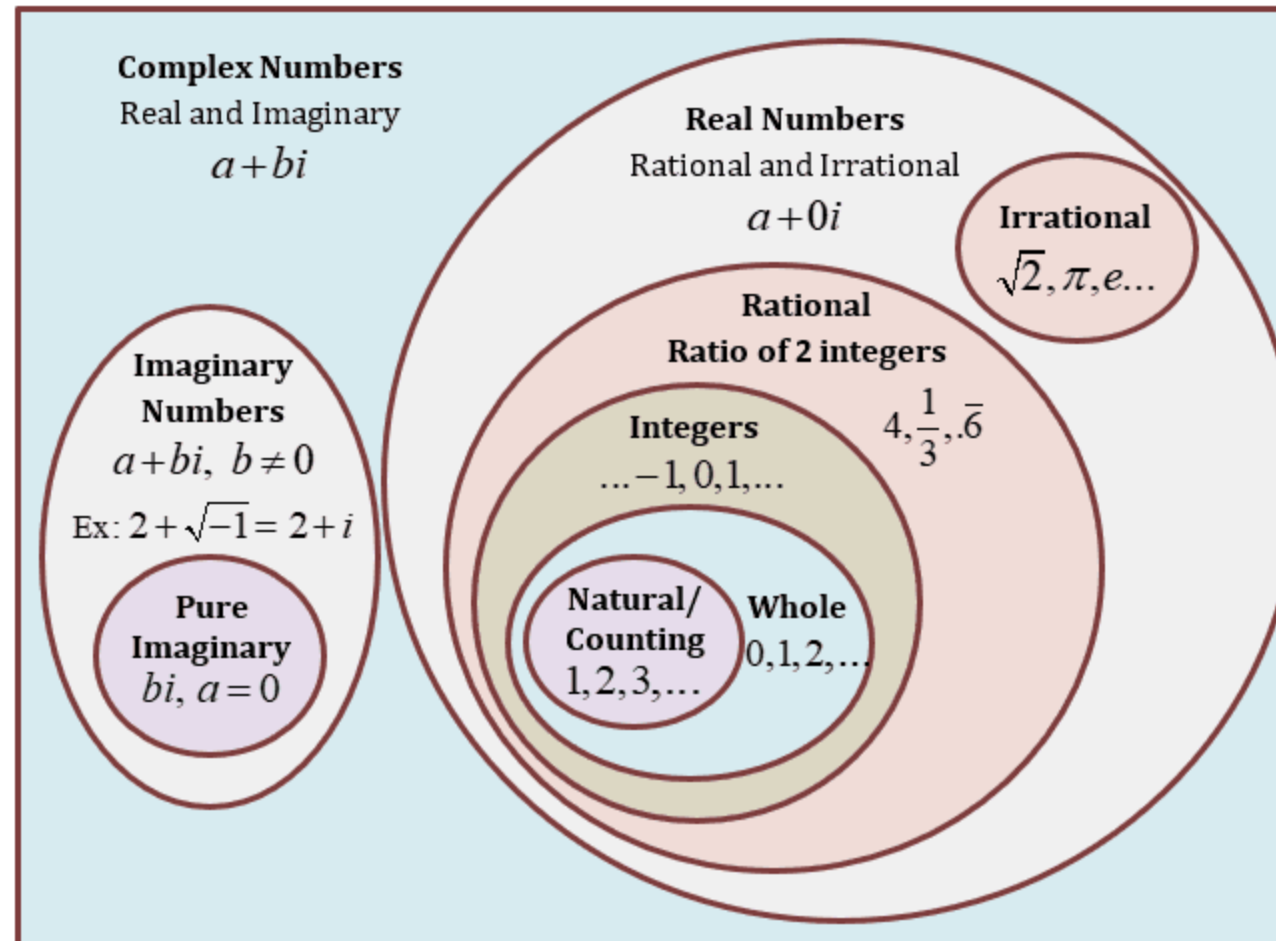 Complex Numbers
Real and Imaginary
a+bi
Real Numbers
Rational and Irrational
a+0i
Irrational
√2, π, e...
Rational
Ratio of 2 integers
4, 1/3, .6̅
Integers
...−1, 0, 1,...
Natural/
Counting
1, 2, 3,...
Whole
0,1,2,...
Imaginary
Numbers
a+bi, b≠0
Ex: 2+√−1= 2+i
Pure
Imaginary
bi, a=0